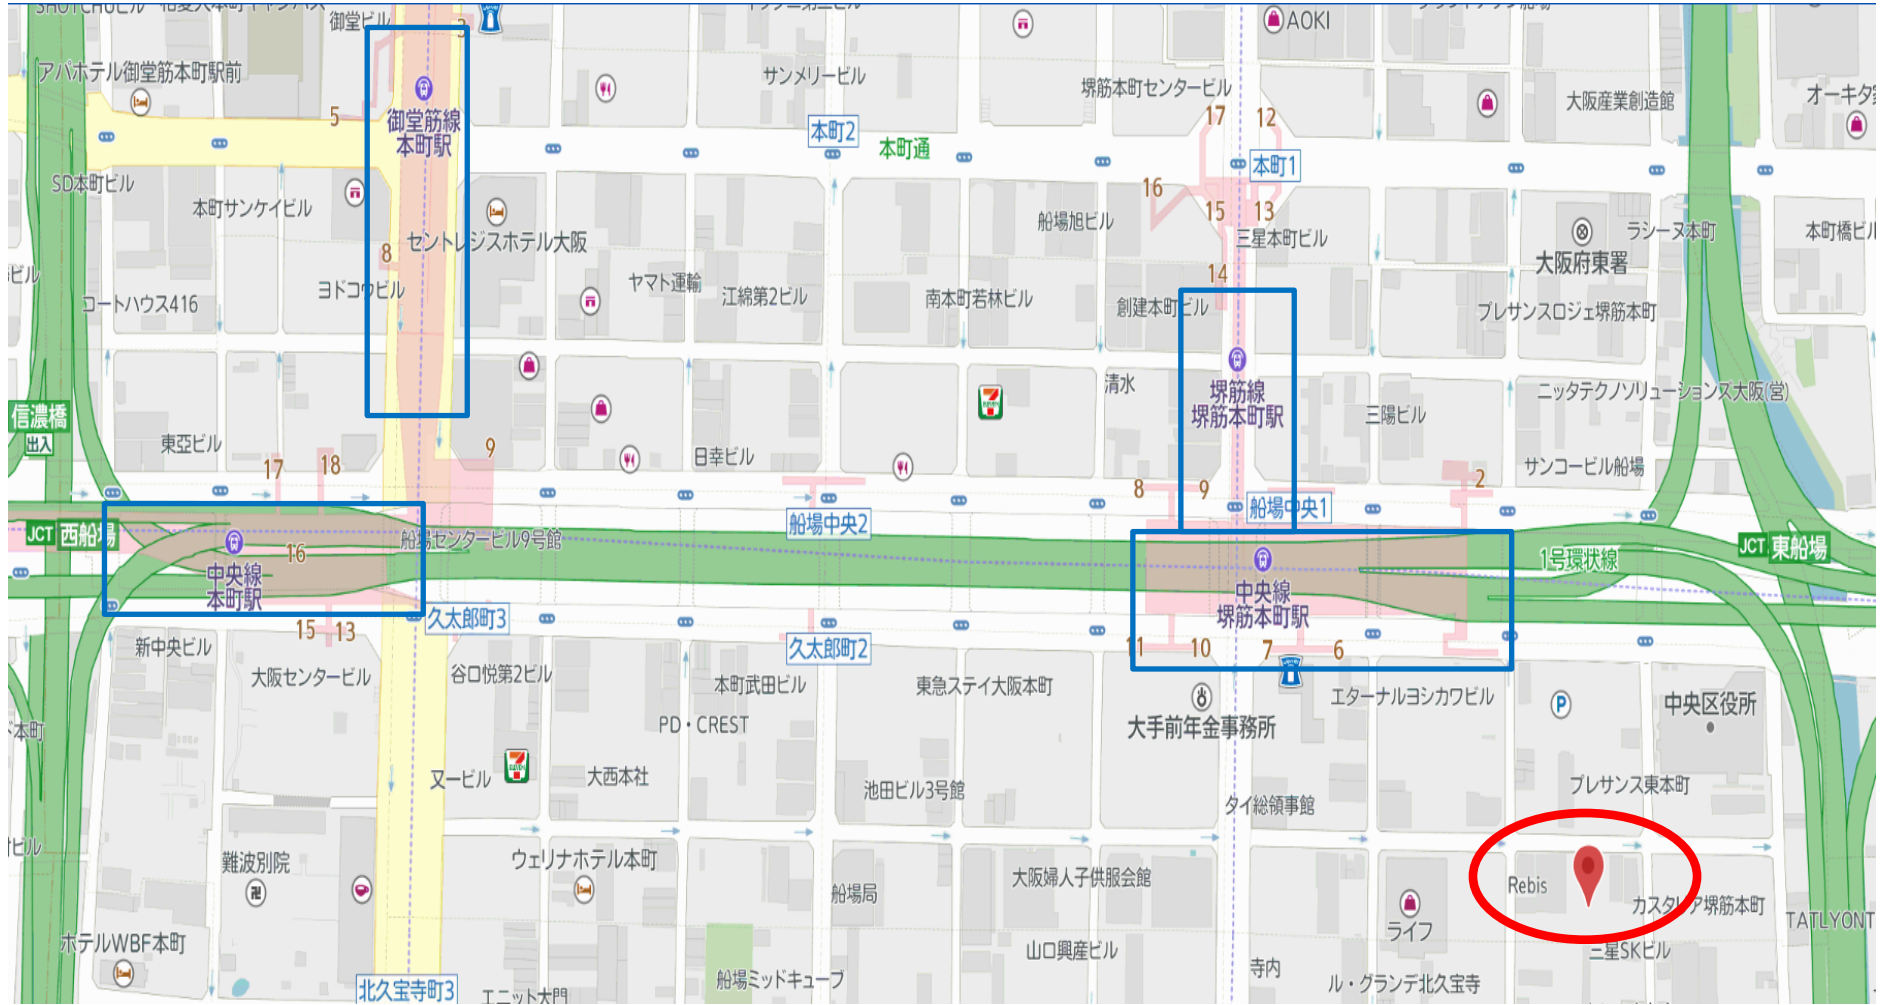 御堂ビル
3
AOKI
アパホテル御堂筋本町駅前
サンメリービル
堺筋本町センタービル
大阪産業創造館
5
御堂筋線
本町駅
本町2
本町通
17
12
本町1
SD本町ビル
本町サンケイビル
16
15
13
船場旭ビル
三星本町ビル
ラシーヌ本町
本町橋ビル
セントレジスホテル大阪
8
大阪府東署
14
コートハウス416
ヨドコウビル
ヤマト運輸
江綿第2ビル
南本町若林ビル
創建本町ビル
プレサンスロジェ堺筋本町
清水
堺筋線
堺筋本町駅
三陽ビル
ニッタテクノソリューションズ大阪(営)
信濃橋
出入
東亞ビル
17
18
9
日幸ビル
サンコービル船場
2
8
9
船場中央1
船場中央2
JCT 西船場
船場センタービル9号館
16
中央線
本町駅
中央線
堺筋本町駅
1号環状線
JCT 東船場
久太郎町3
久太郎町2
15
13
11
10
7
6
新中央ビル
大阪センタービル
谷口悦第2ビル
本町武田ビル
東急ステイ大阪本町
エターナルヨシカワビル
P
中央区役所
PD・CREST
大手前年金事務所
又一ビル
大西本社
池田ビル3号館
タイ総領事館
プレサンス東本町
難波別院
ウェリナホテル本町
船場局
大阪婦人子供服会館
Rebis
カスタリア堺筋本町
TATLYONT
ライフ
ホテルWBF本町
船場ミッドキューブ
山口興産ビル
寺内
三星SKビル
ル・グランデ北久宝寺
北久宝寺町3
エニット大門